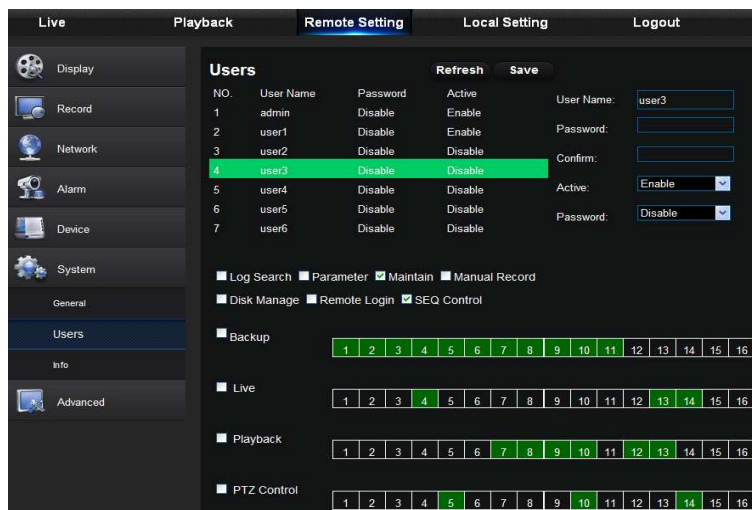 Live Playback Remote Setting Local Setting Logout
Display
Record
Network
Alarm
Device
System
General
Users
Info
Advanced
Users Refresh Save
NO. User Name Password Active
1 admin Disable Enable
2 user1 Disable Enable
3 user2 Disable Disable
4 user3 Disable Disable
5 user4 Disable Disable
6 user5 Disable Disable
7 user6 Disable Disable
User Name: user3
Password:
Confirm:
Active: Enable
Password: Disable
Log Search Parameter Maintain Manual Record
Disk Manage Remote Login SEQ Control
Backup
1 2 3 4 5 6 7 8 9 10 11 12 13 14 15 16
Live
1 2 3 4 5 6 7 8 9 10 11 12 13 14 15 16
Playback
1 2 3 4 5 6 7 8 9 10 11 12 13 14 15 16
PTZ Control
1 2 3 4 5 6 7 8 9 10 11 12 13 14 15 16